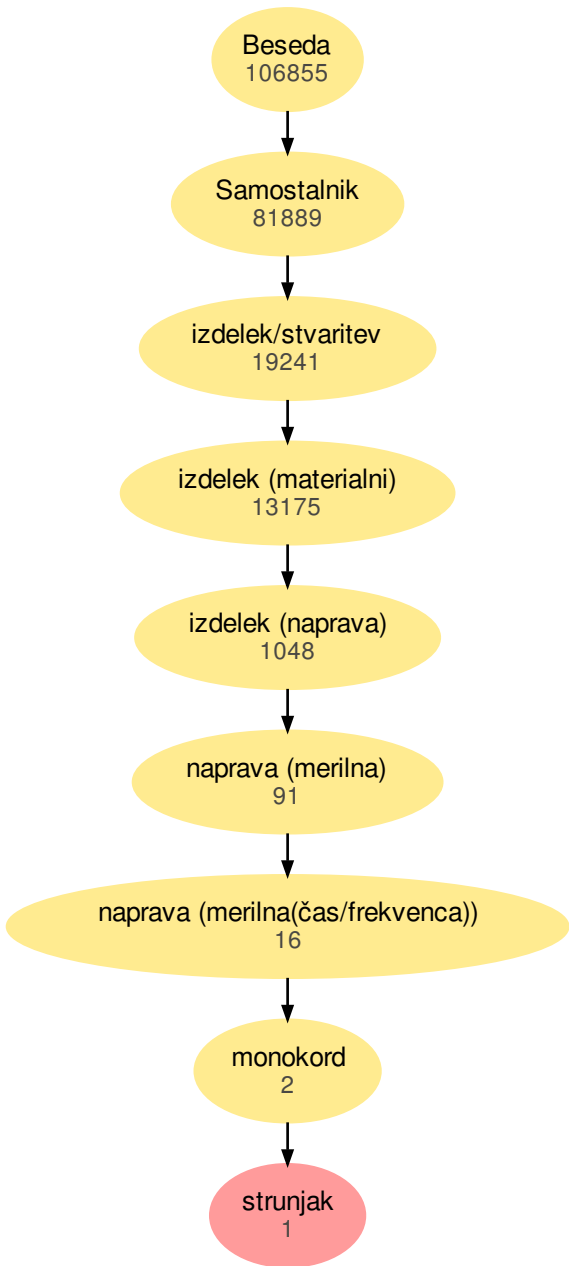 Beseda
106855
Samostalnik
81889
izdelek/stvaritev
19241
izdelek (materialni)
13175
izdelek (naprava)
1048
naprava (merilna)
91
naprava (merilna(čas/frekvenca))
16
monokord
2
strunjak
1